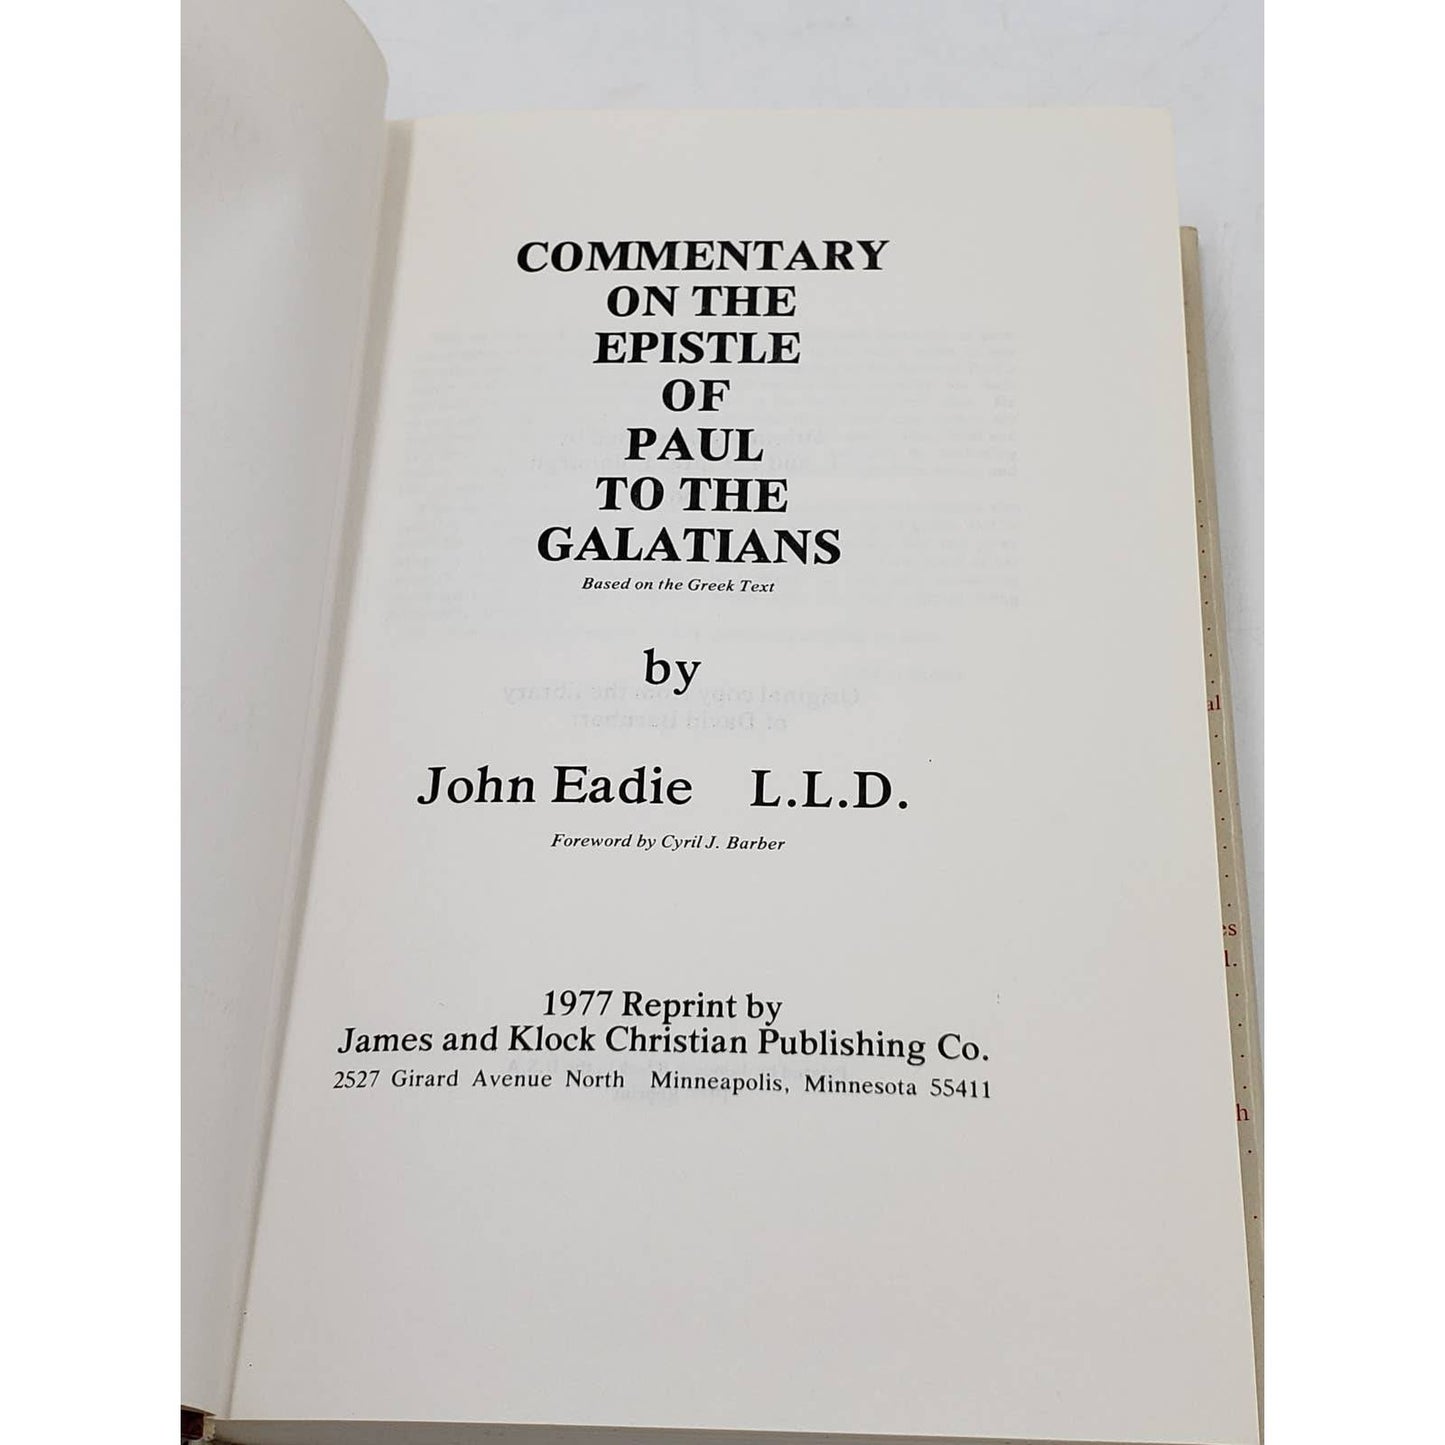 COMMENTARY
ON THE
EPISTLE
OF
PAUL
TO THE
GALATIANS
Based on the Greek Text
by
John Eadie L.L.D.
Foreword by Cyril J. Barber
1977 Reprint by
James and Klock Christian Publishing Co.
2527 Girard Avenue North Minneapolis, Minnesota 55411